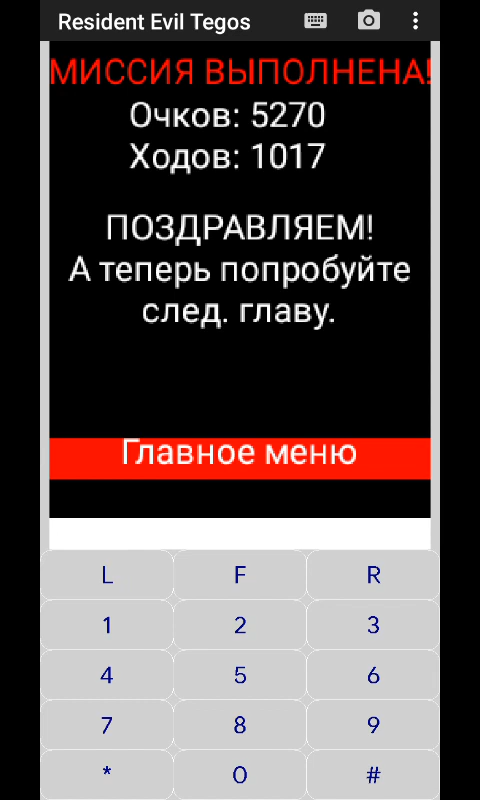 Resident Evil Tegos
МИССИЯ ВЫПОЛНЕНА!
Очков: 5270
Ходов: 1017
ПОЗДРАВЛЯЕМ!
А теперь попробуйте
след. главу.
Главное меню
L F R
1 2 3
4 5 6
7 8 9
* 0 #